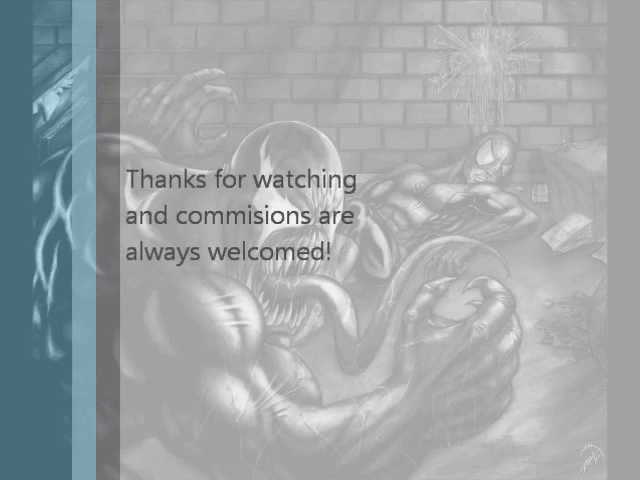 Thanks for watching
and commisions are
always welcomed!